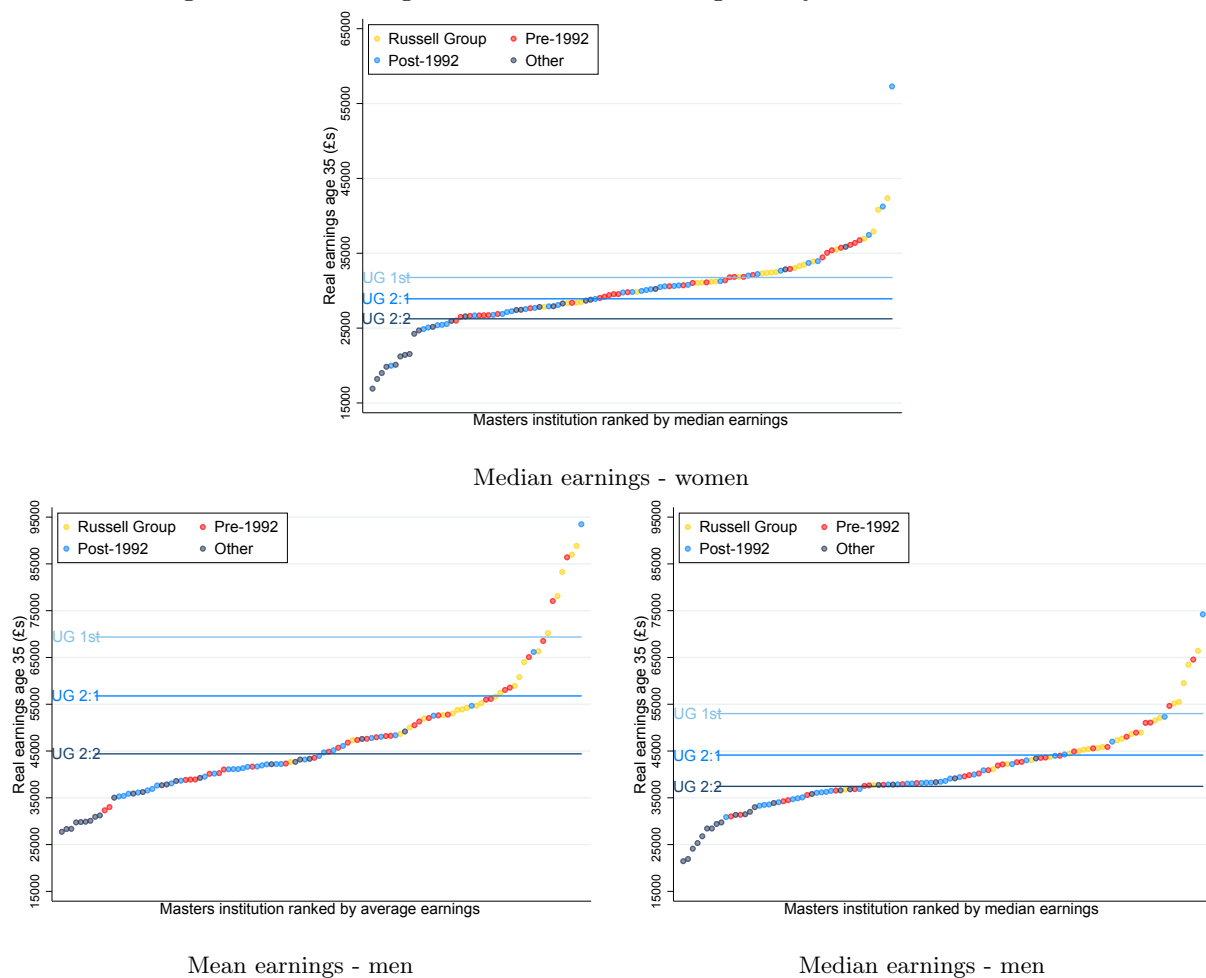 Russell Group
Pre-1992
Post-1992
Other
Real earnings age 35 (£s)
65000
55000
45000
35000
25000
15000
UG 1st
UG 2:1
UG 2:2
Masters institution ranked by median earnings
Median earnings - women
Russell Group
Pre-1992
Post-1992
Other
Real earnings age 35 (£s)
95000
85000
75000
65000
55000
45000
35000
25000
15000
UG 1st
UG 2:1
UG 2:2
Masters institution ranked by average earnings
Mean earnings - men
Russell Group
Pre-1992
Post-1992
Other
Real earnings age 35 (£s)
95000
85000
75000
65000
55000
45000
35000
25000
15000
UG 1st
UG 2:1
UG 2:2
Masters institution ranked by median earnings
Median earnings - men